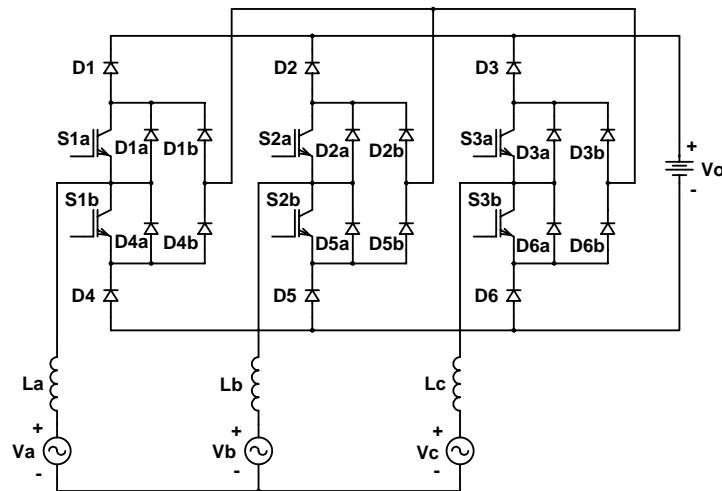 D1
D2
D3
S1a
D1a
D1b
S2a
D2a
D2b
S3a
D3a
D3b
+
Vo
-
S1b
D4a
D4b
S2b
D5a
D5b
S3b
D6a
D6b
D4
D5
D6
La
Lb
Lc
+
+
+
Va
Vb
Vc
-
-
-